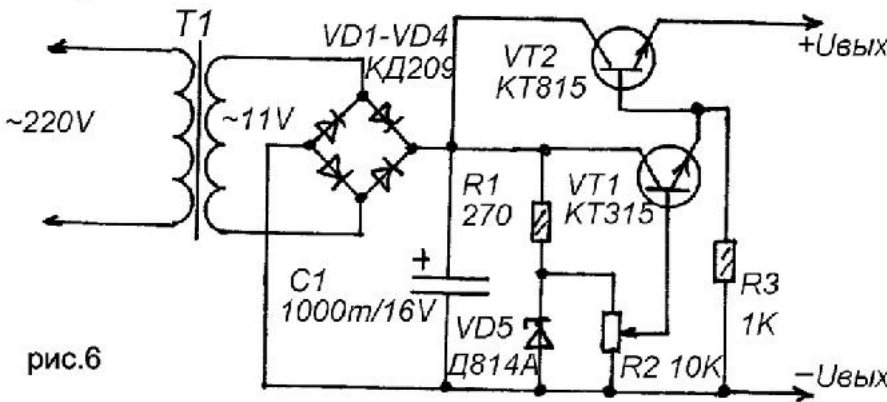 T1
VD1-VD4
КД209
VT2
КТ815
+Uвых
~220V
~11V
R1
270
VT1
КТ315
C1
1000m/16V
R3
1K
VD5
Д814А
R2 10K
−Uвых
рис.6